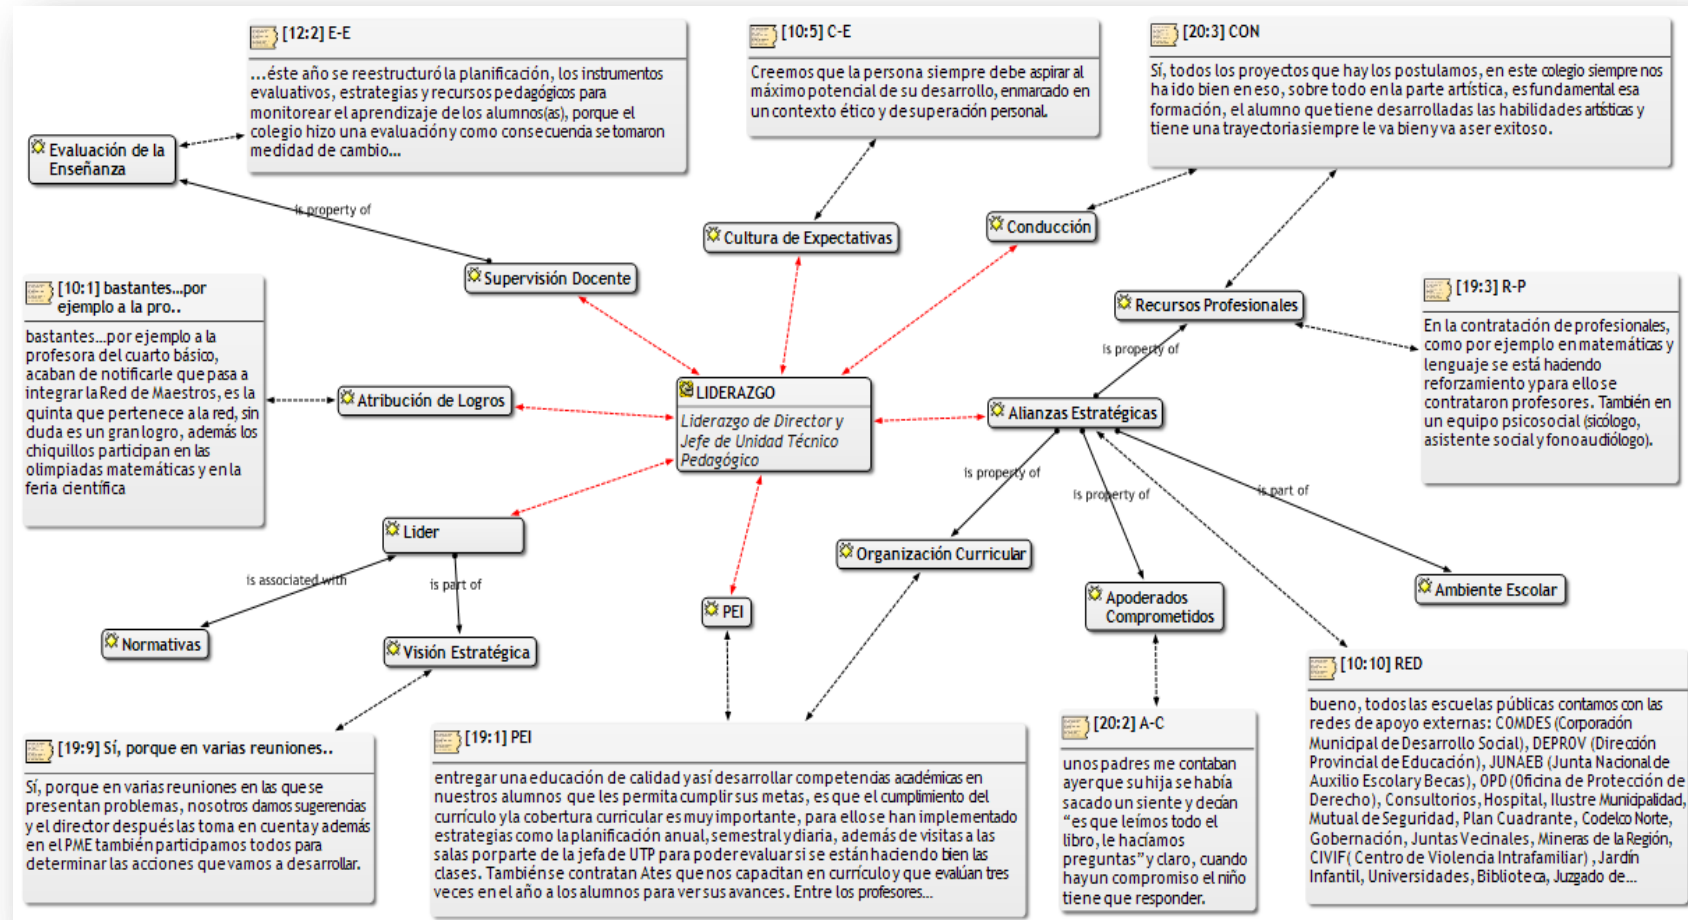 [12:2] E-E
...éste año se reestructuró la planificación, los instrumentos
evaluativos, estrategias y recursos pedagógicos para
monitorear el aprendizaje de los alumnos(as), porque el
colegio hizo una evaluación y como consecuencia se tomaron
medidad de cambio...
[10:5] C-E
Creemos que la persona siempre debe aspirar al
máximo potencial de su desarrollo, enmarcado en
un contexto ético y de superación personal.
[20:3] CON
Sí, todos los proyectos que hay los postulamos, en este colegio siempre nos
ha ido bien en eso, sobre todo en la parte artística, es fundamental esa
formación, el alumno que tiene desarrolladas las habilidades artísticas y
tiene una trayectoria siempre le va bien y va a ser exitoso.
Evaluación de la
Enseñanza
is property of
Supervisión Docente
Cultura de Expectativas
Conducción
Recursos Profesionales
[10:1] bastantes...por
ejemplo a la pro..
bastantes...por ejemplo a la
profesora del cuarto básico,
acaban de notificarle que pasa a
integrar la Red de Maestros, es la
quinta que pertenece a la red, sin
duda es un gran logro, además los
chiquillos participan en las
olimpiadas matemáticas y en la
feria científica
[19:3] R-P
En la contratación de profesionales,
como por ejemplo en matemáticas y
lenguaje se está haciendo
reforzamiento y para ello se
contrataron profesores. También en
un equipo psicosocial (sicólogo,
asistente social y fonoaudiólogo).
is property of
Atribución de Logros
LIDERAZGO
Liderazgo de Director y
Jefe de Unidad Técnico
Pedagógico
Alianzas Estratégicas
is property of
is property of
is part of
Lider
is associated with
is part of
Organización Curricular
Apoderados
Comprometidos
Ambiente Escolar
PEI
Normativas
Visión Estratégica
[19:9] Sí, porque en varias reuniones..
Sí, porque en varias reuniones en las que se
presentan problemas, nosotros damos sugerencias
y el director después las toma en cuenta y además
en el PME también participamos todos para
determinar las acciones que vamos a desarrollar.
[19:1] PEI
entregar una educación de calidad y así desarrollar competencias académicas en
nuestros alumnos que les permita cumplir sus metas, es que el cumplimiento del
currículo y la cobertura curricular es muy importante, para ello se han implementado
estrategias como la planificación anual, semestral y diaria, además de visitas a las
salas por parte de la jefa de UTP para poder evaluar si se están haciendo bien las
clases. También se contratan Ates que nos capacitan en currículo y que evalúan tres
veces en el año a los alumnos para ver sus avances. Entre los profesores...
[20:2] A-C
unos padres me contaban
ayer que su hija se había
sacado un siente y decían
"es que leímos todo el
libro, le hacíamos
preguntas" y claro, cuando
hay un compromiso el niño
tiene que responder.
[10:10] RED
bueno, todos las escuelas públicas contamos con las
redes de apoyo externas: COMDES (Corporación
Municipal de Desarrollo Social), DEPROV (Dirección
Provincial de Educación), JUNAEB (Junta Nacional de
Auxilio Escolar y Becas), OPD (Oficina de Protección de
Derecho), Consultorios, Hospital, Ilustre Municipalidad,
Mutual de Seguridad, Plan Cuadrante, Codelco Norte,
Gobernación, Juntas Vecinales, Mineras de la Región,
CIVIF( Centro de Violencia Intrafamiliar) , Jardín
Infantil, Universidades, Biblioteca, Juzgado de...